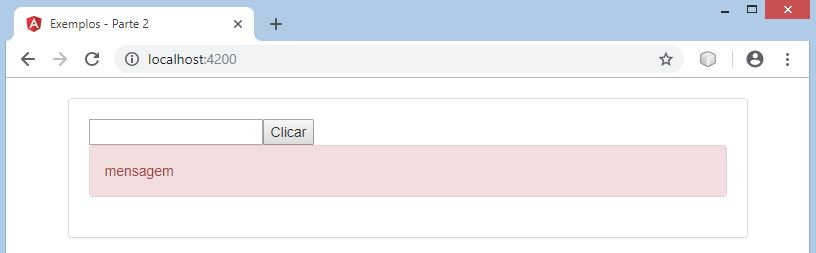 Exemplos - Parte 2
localhost:4200
Clicar
mensagem